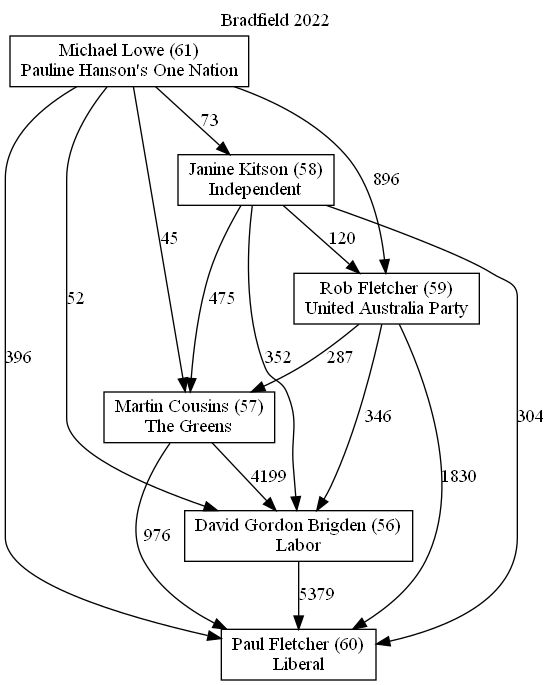 Bradfield 2022
Michael Lowe (61)
Pauline Hanson's One Nation
73
Janine Kitson (58)
Independent
896
45
475
120
52
Rob Fletcher (59)
United Australia Party
396
352
287
304
Martin Cousins (57)
The Greens
346
4199
1830
976
David Gordon Brigden (56)
Labor
5379
Paul Fletcher (60)
Liberal